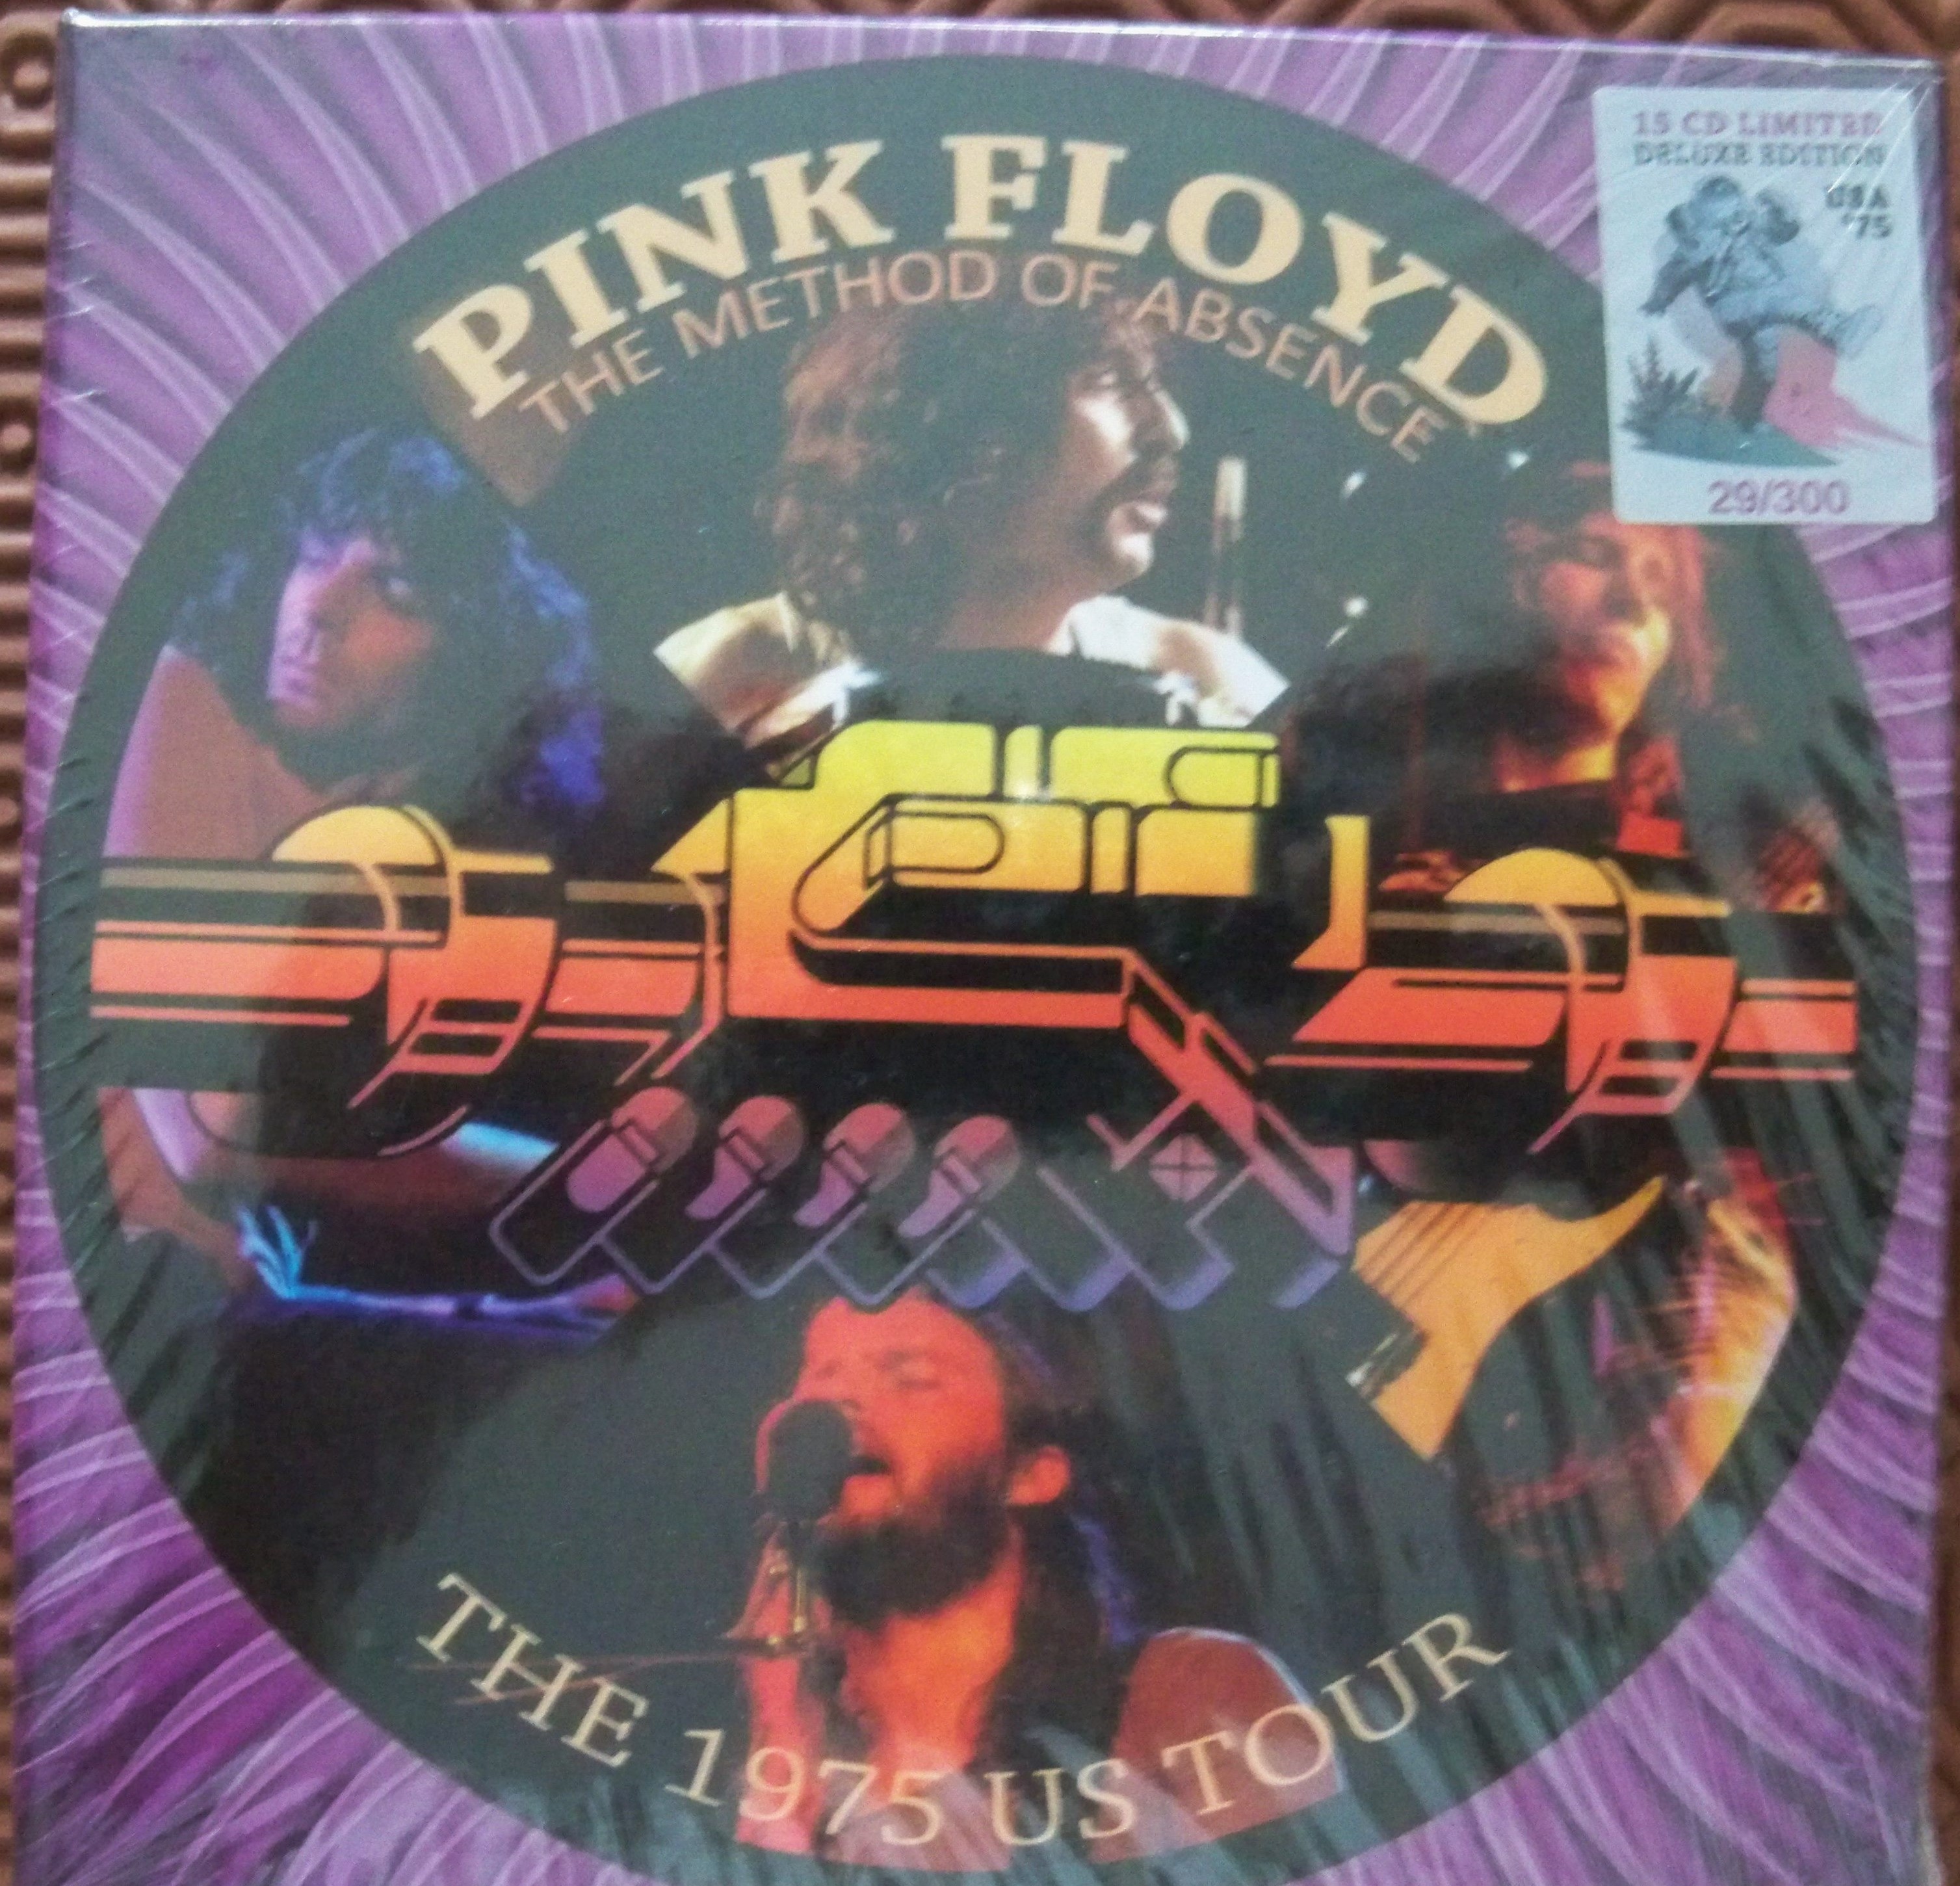 PINK FLOYD
THE METHOD OF ABSENCE
15 CD LIMITED
DELUXE EDITION
USA
'75
29/300
THE 1975 US TOUR